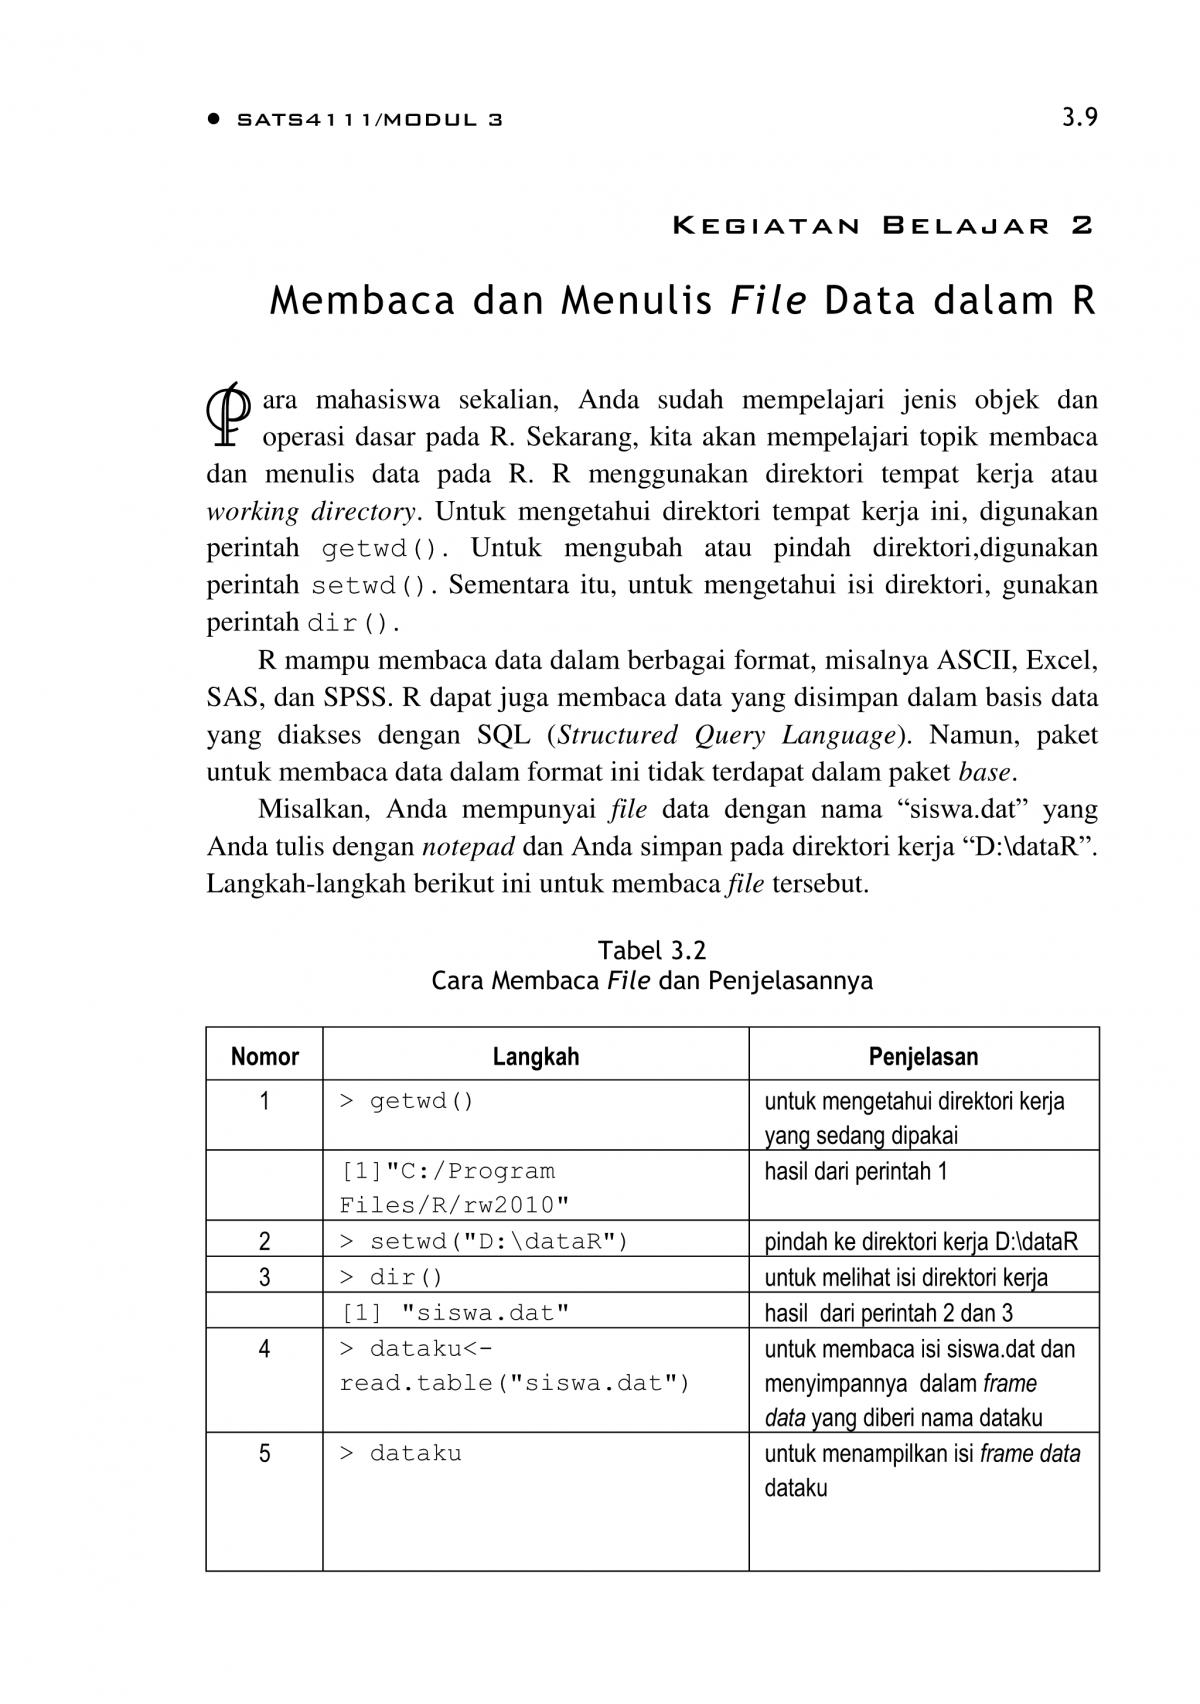 ● SATS4111/MODUL 3 3.9
KEGIATAN BELAJAR 2
Membaca dan Menulis File Data dalam R
Para mahasiswa sekalian, Anda sudah mempelajari jenis objek dan
operasi dasar pada R. Sekarang, kita akan mempelajari topik membaca
dan menulis data pada R. R menggunakan direktori tempat kerja atau
working directory. Untuk mengetahui direktori tempat kerja ini, digunakan
perintah getwd(). Untuk mengubah atau pindah direktori,digunakan
perintah setwd(). Sementara itu, untuk mengetahui isi direktori, gunakan
perintah dir().
R mampu membaca data dalam berbagai format, misalnya ASCII, Excel,
SAS, dan SPSS. R dapat juga membaca data yang disimpan dalam basis data
yang diakses dengan SQL (Structured Query Language). Namun, paket
untuk membaca data dalam format ini tidak terdapat dalam paket base.
Misalkan, Anda mempunyai file data dengan nama “siswa.dat” yang
Anda tulis dengan notepad dan Anda simpan pada direktori kerja “D:\dataR”.
Langkah-langkah berikut ini untuk membaca file tersebut.
Tabel 3.2
Cara Membaca File dan Penjelasannya
Nomor Langkah Penjelasan
1 > getwd() untuk mengetahui direktori kerja
yang sedang dipakai
[1]"C:/Program hasil dari perintah 1
Files/R/rw2010"
2 > setwd("D:\dataR") pindah ke direktori kerja D:\dataR
3 > dir() untuk melihat isi direktori kerja
[1] "siswa.dat" hasil dari perintah 2 dan 3
4 > dataku<- untuk membaca isi siswa.dat dan
read.table("siswa.dat") menyimpannya dalam frame
data yang diberi nama dataku
5 > dataku untuk menampilkan isi frame data
dataku